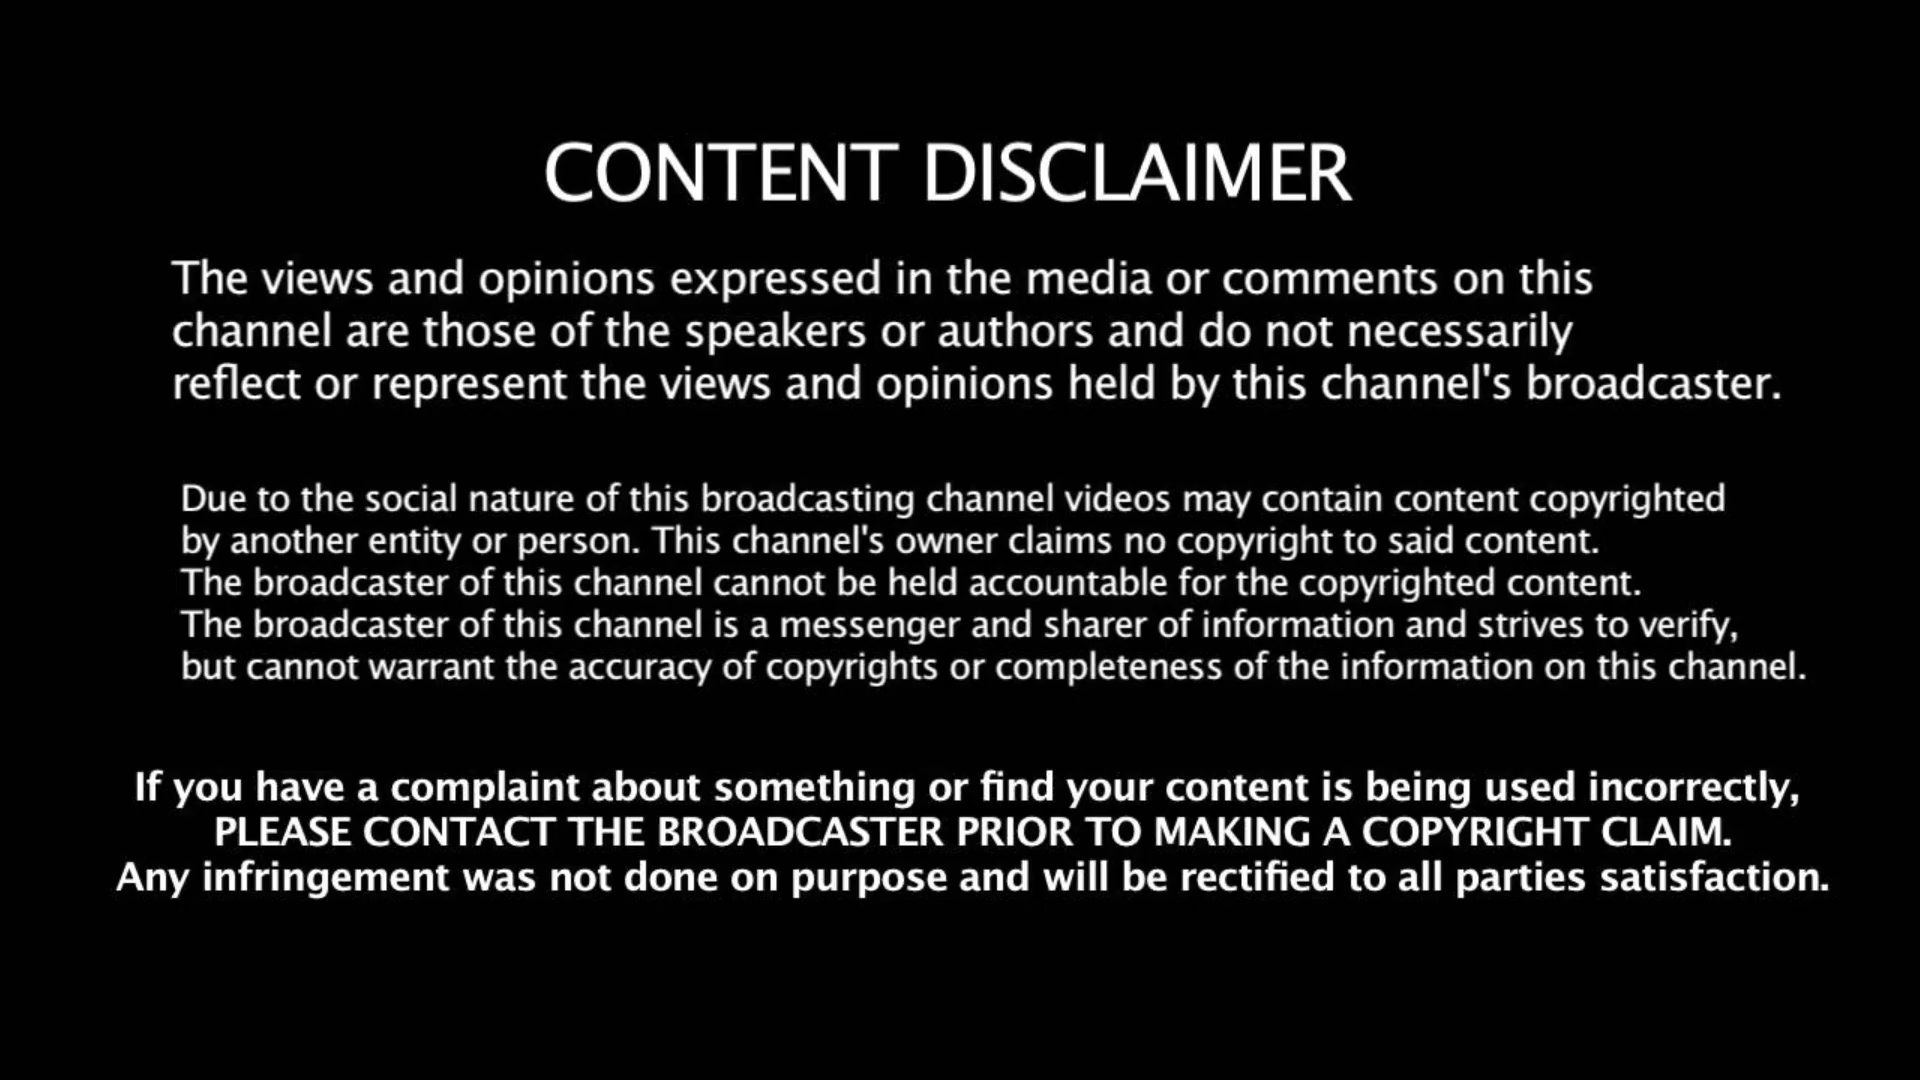 CONTENT DISCLAIMER
The views and opinions expressed in the media or comments on this
channel are those of the speakers or authors and do not necessarily
reflect or represent the views and opinions held by this channel's broadcaster.
Due to the social nature of this broadcasting channel videos may contain content copyrighted
by another entity or person. This channel's owner claims no copyright to said content.
The broadcaster of this channel cannot be held accountable for the copyrighted content.
The broadcaster of this channel is a messenger and sharer of information and strives to verify,
but cannot warrant the accuracy of copyrights or completeness of the information on this channel.
If you have a complaint about something or find your content is being used incorrectly,
PLEASE CONTACT THE BROADCASTER PRIOR TO MAKING A COPYRIGHT CLAIM.
Any infringement was not done on purpose and will be rectified to all parties satisfaction.